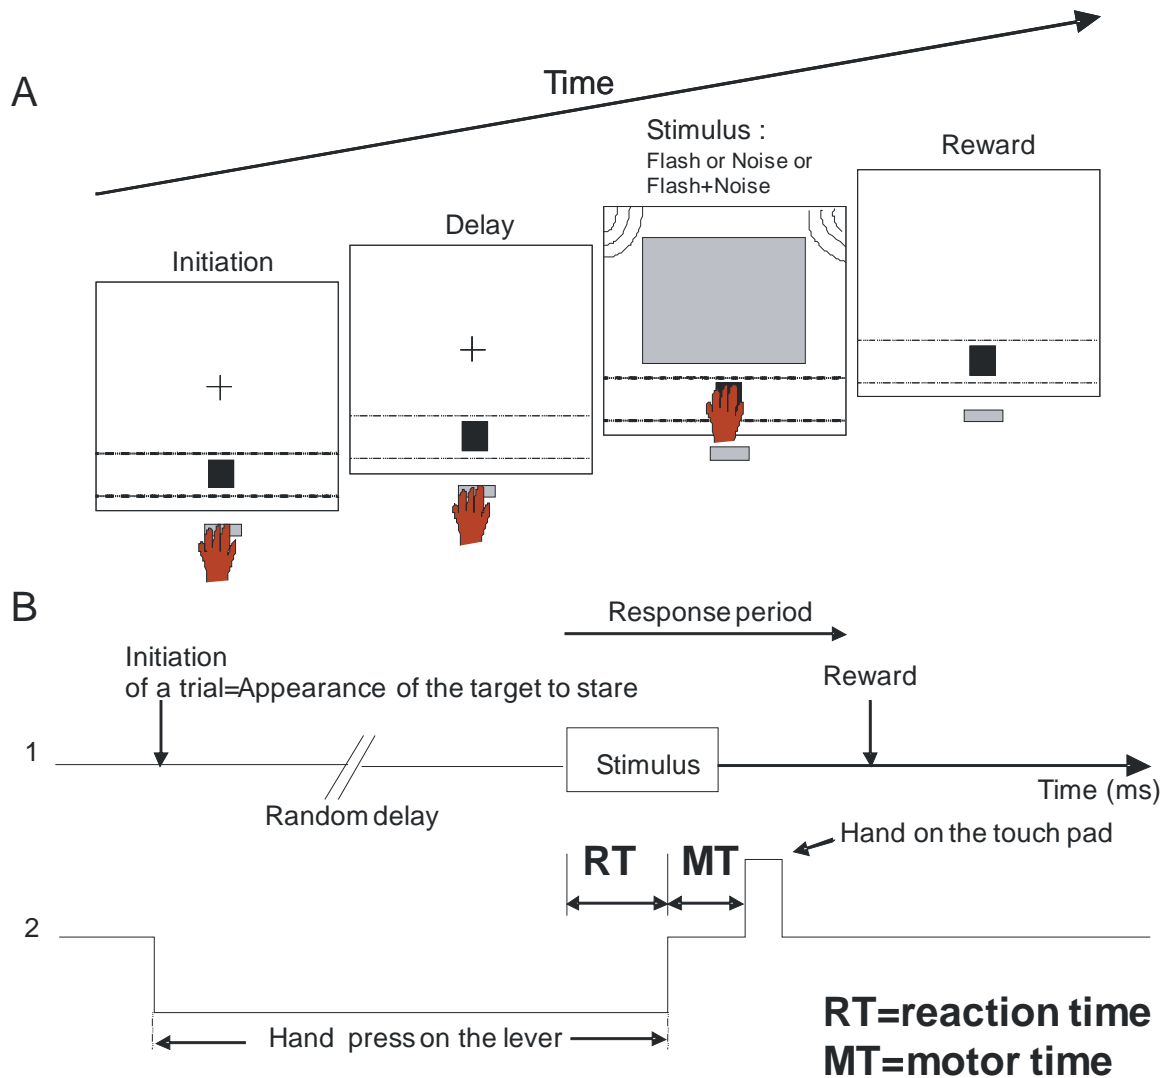 A
Time
Stimulus :
Flash or Noise or
Flash+Noise
Reward
Delay
Initiation
B
Response period
Initiation
of a trial=Appearance of the target to stare
Reward
1
Stimulus
Time (ms)
Random delay
Hand on the touch pad
RT
MT
2
Hand press on the lever
RT=reaction time
MT=motor time